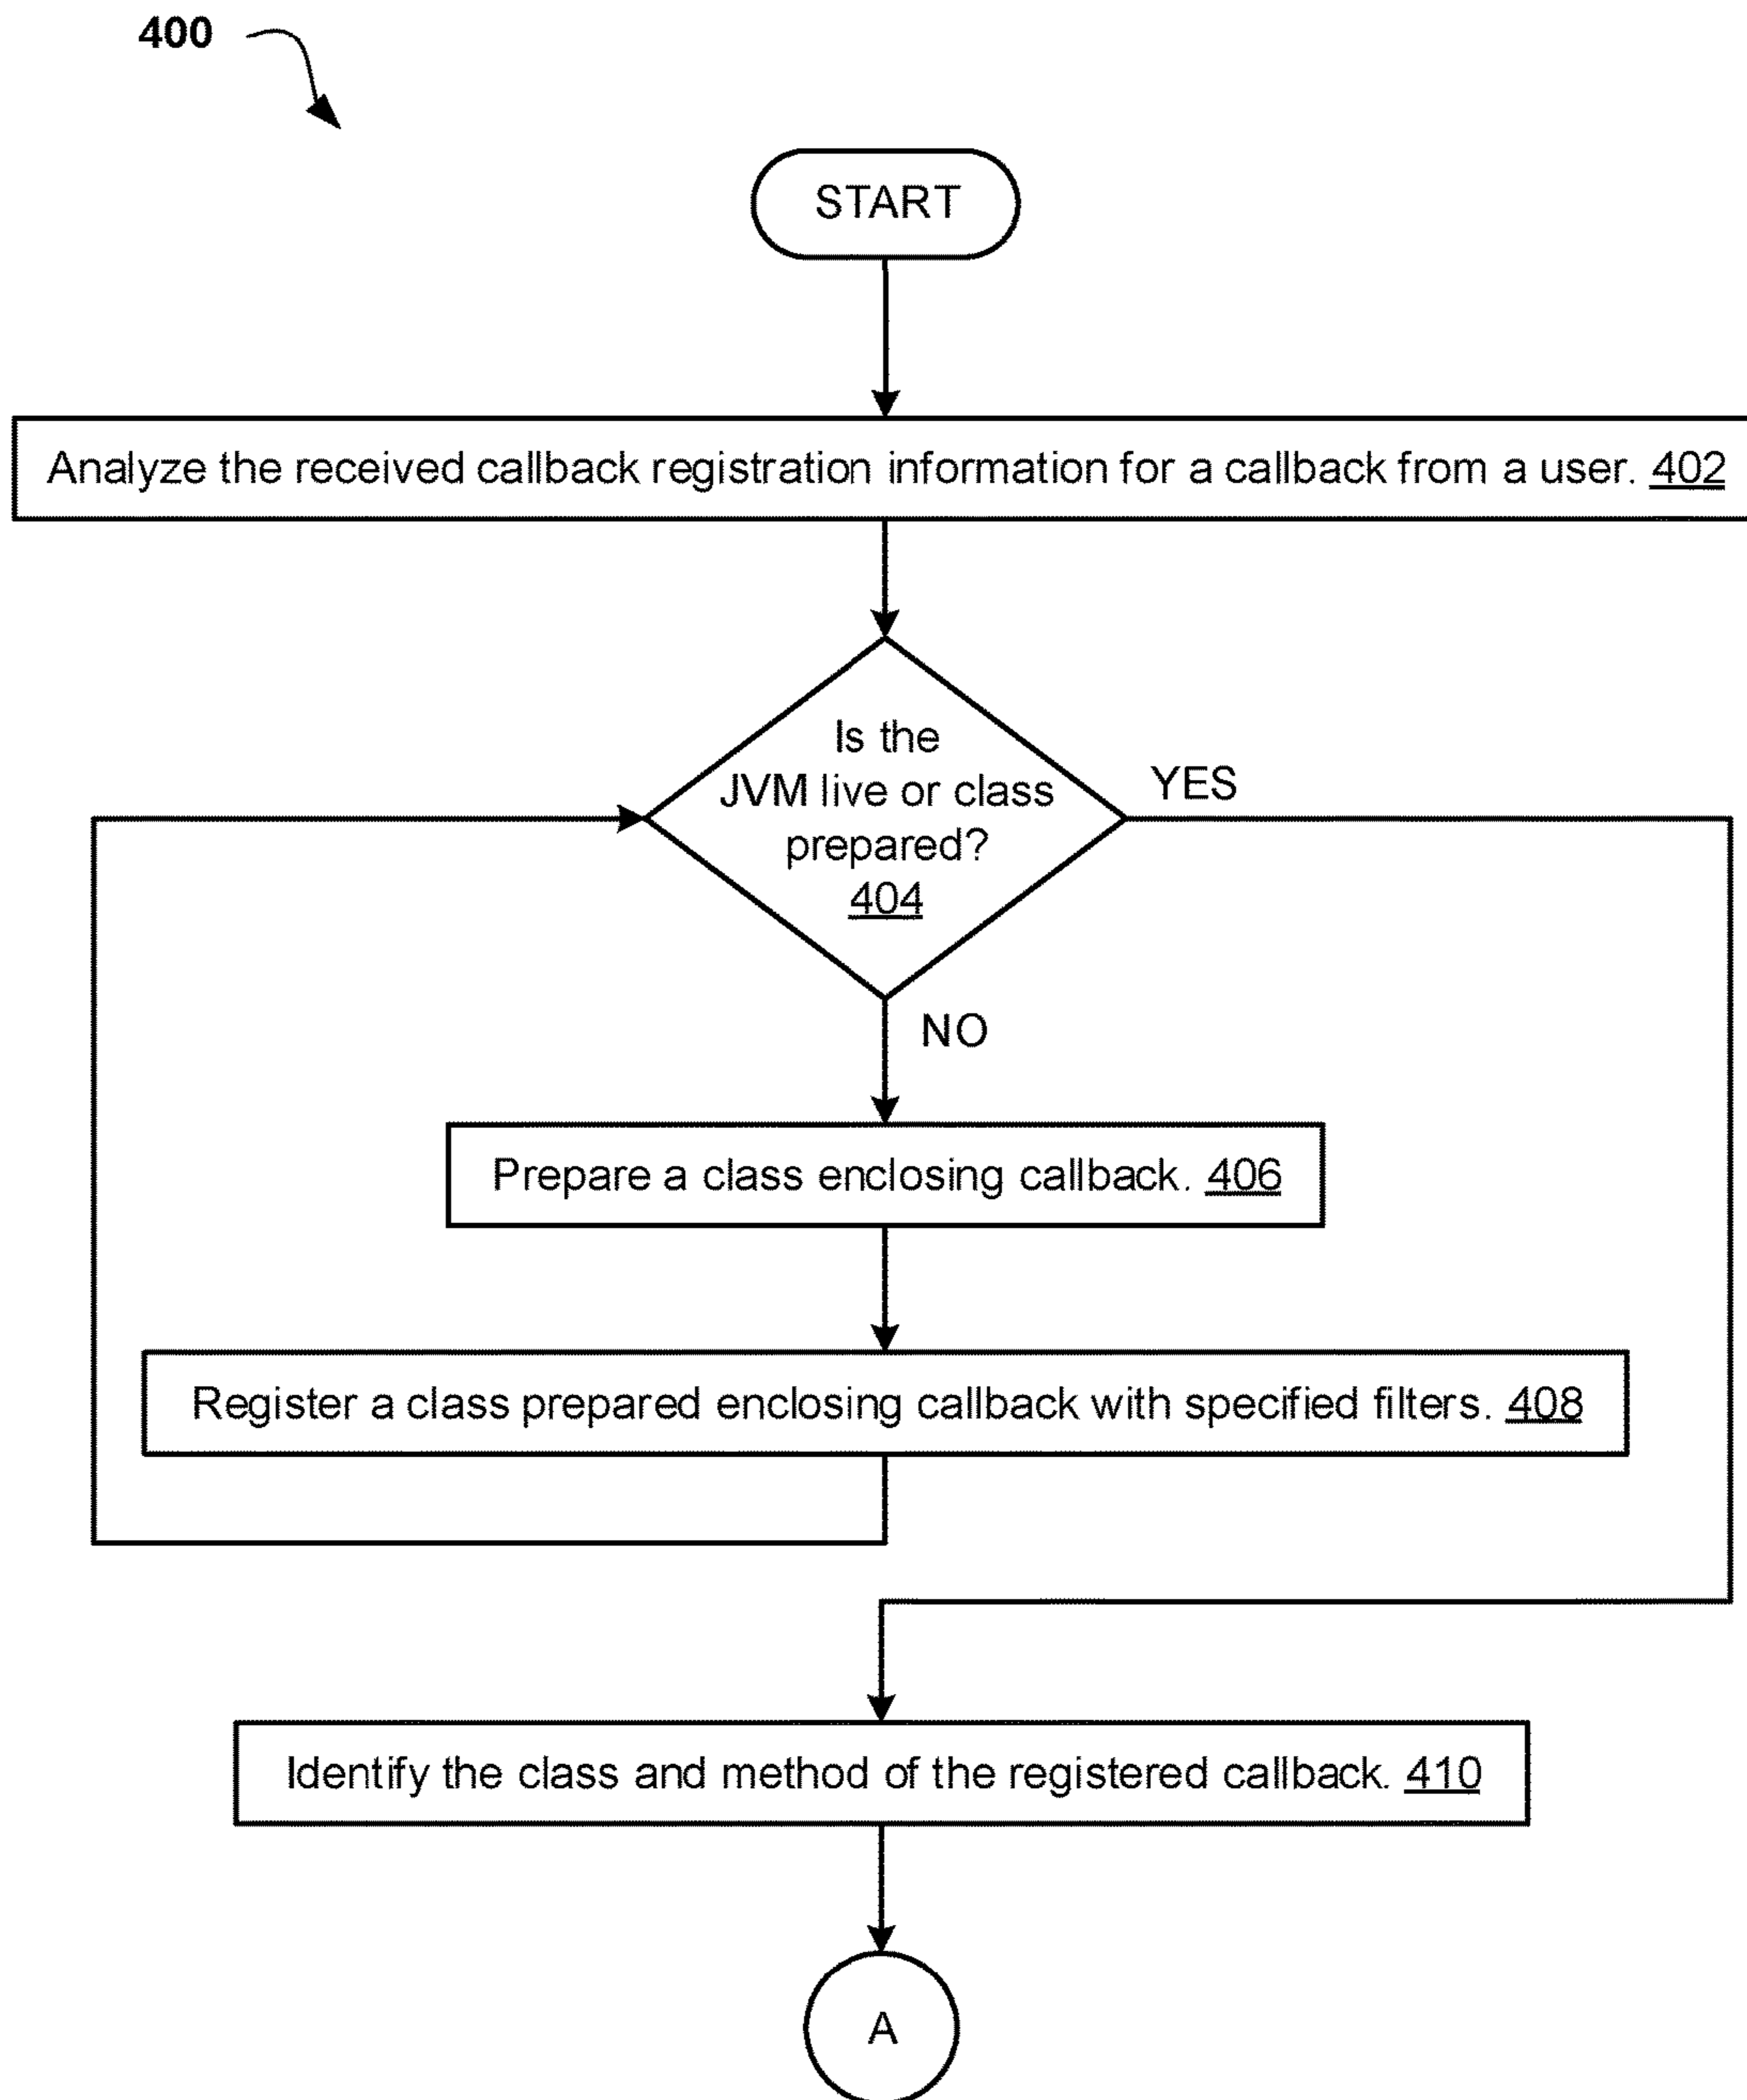 400
START
Analyze the received callback registration information for a callback from a user. 402
Is the
JVM live or class
prepared?
404
YES
NO
Prepare a class enclosing callback. 406
Register a class prepared enclosing callback with specified filters. 408
Identify the class and method of the registered callback. 410
A